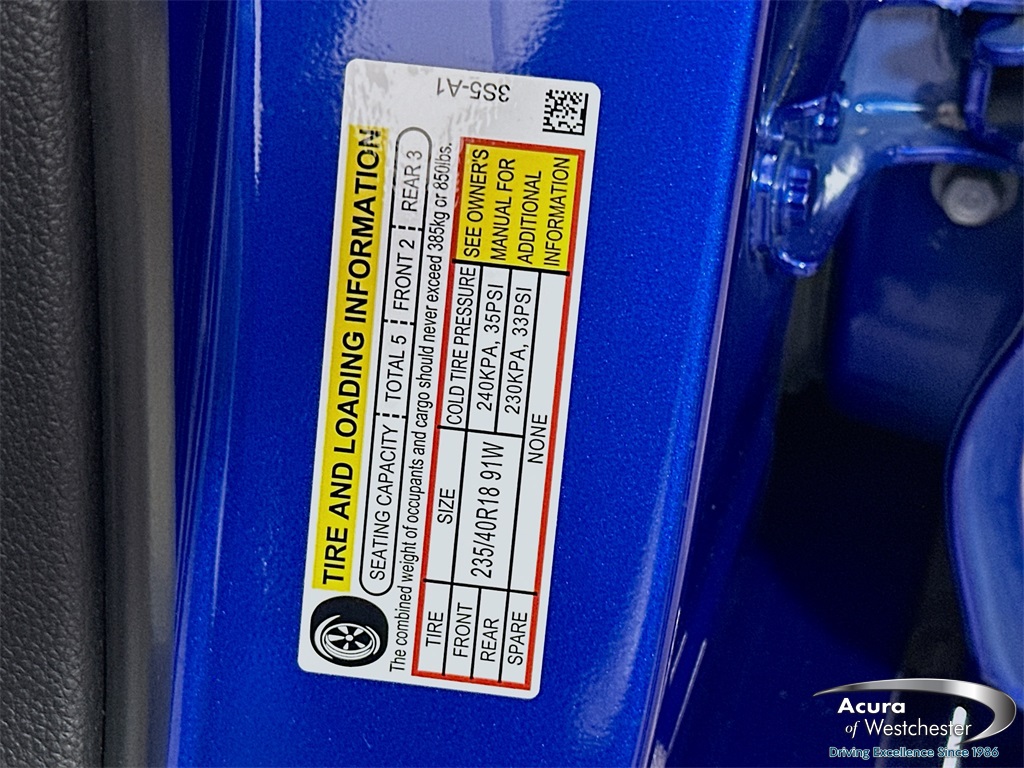 3S5-A1
TIRE AND LOADING INFORMATION
SEATING CAPACITY TOTAL 5 FRONT 2 REAR 3
The combined weight of occupants and cargo should never exceed 385kg or 850lbs.
TIRE SIZE COLD TIRE PRESSURE
FRONT 235/40R18 91W 240KPA, 35PSI
REAR 230KPA, 33PSI
SPARE NONE
SEE OWNER'S
MANUAL FOR
ADDITIONAL
INFORMATION
Acura
of Westchester
Driving Excellence Since 1986